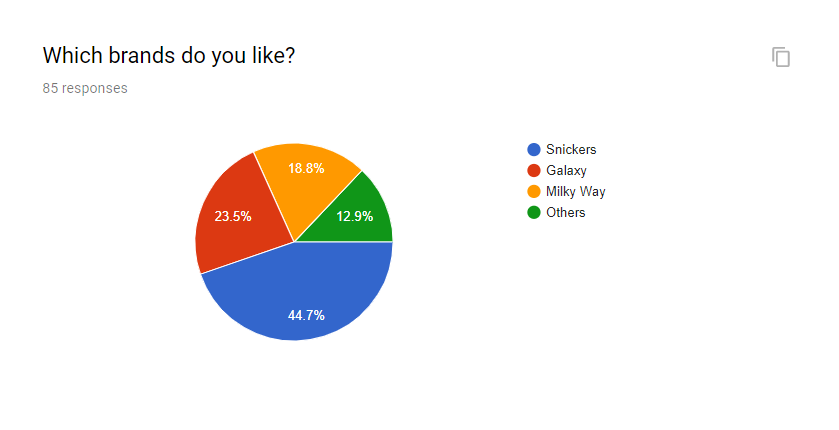 Which brands do you like?
85 responses
Snickers
Galaxy
Milky Way
Others
18.8%
23.5%
12.9%
44.7%